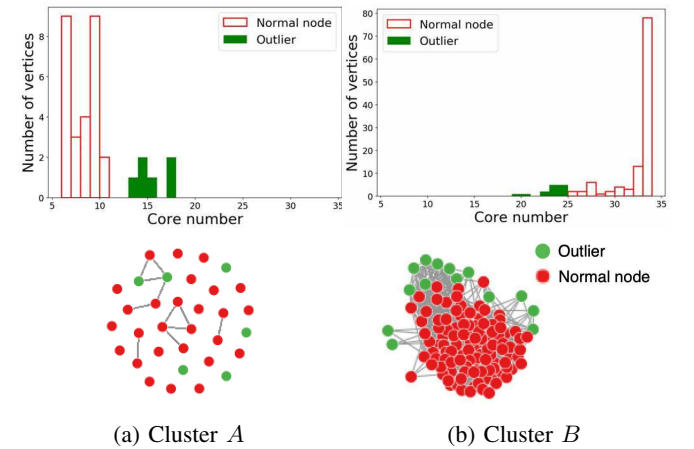 Number of vertices
8
6
4
2
0
Normal node
Outlier
5 10 15 20 25 30 35
Core number
Number of vertices
80
70
60
50
40
30
20
10
0
Normal node
Outlier
5 10 15 20 25 30 35
Core number
Outlier
Normal node
(a) Cluster A
(b) Cluster B